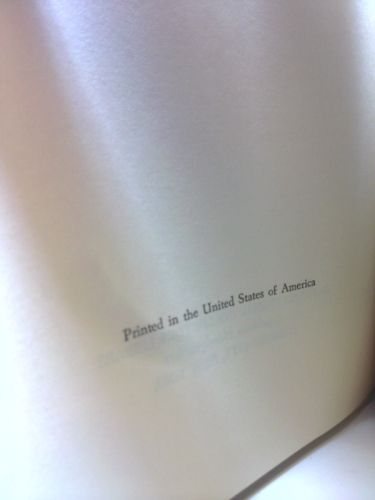 Printed in the United States of America